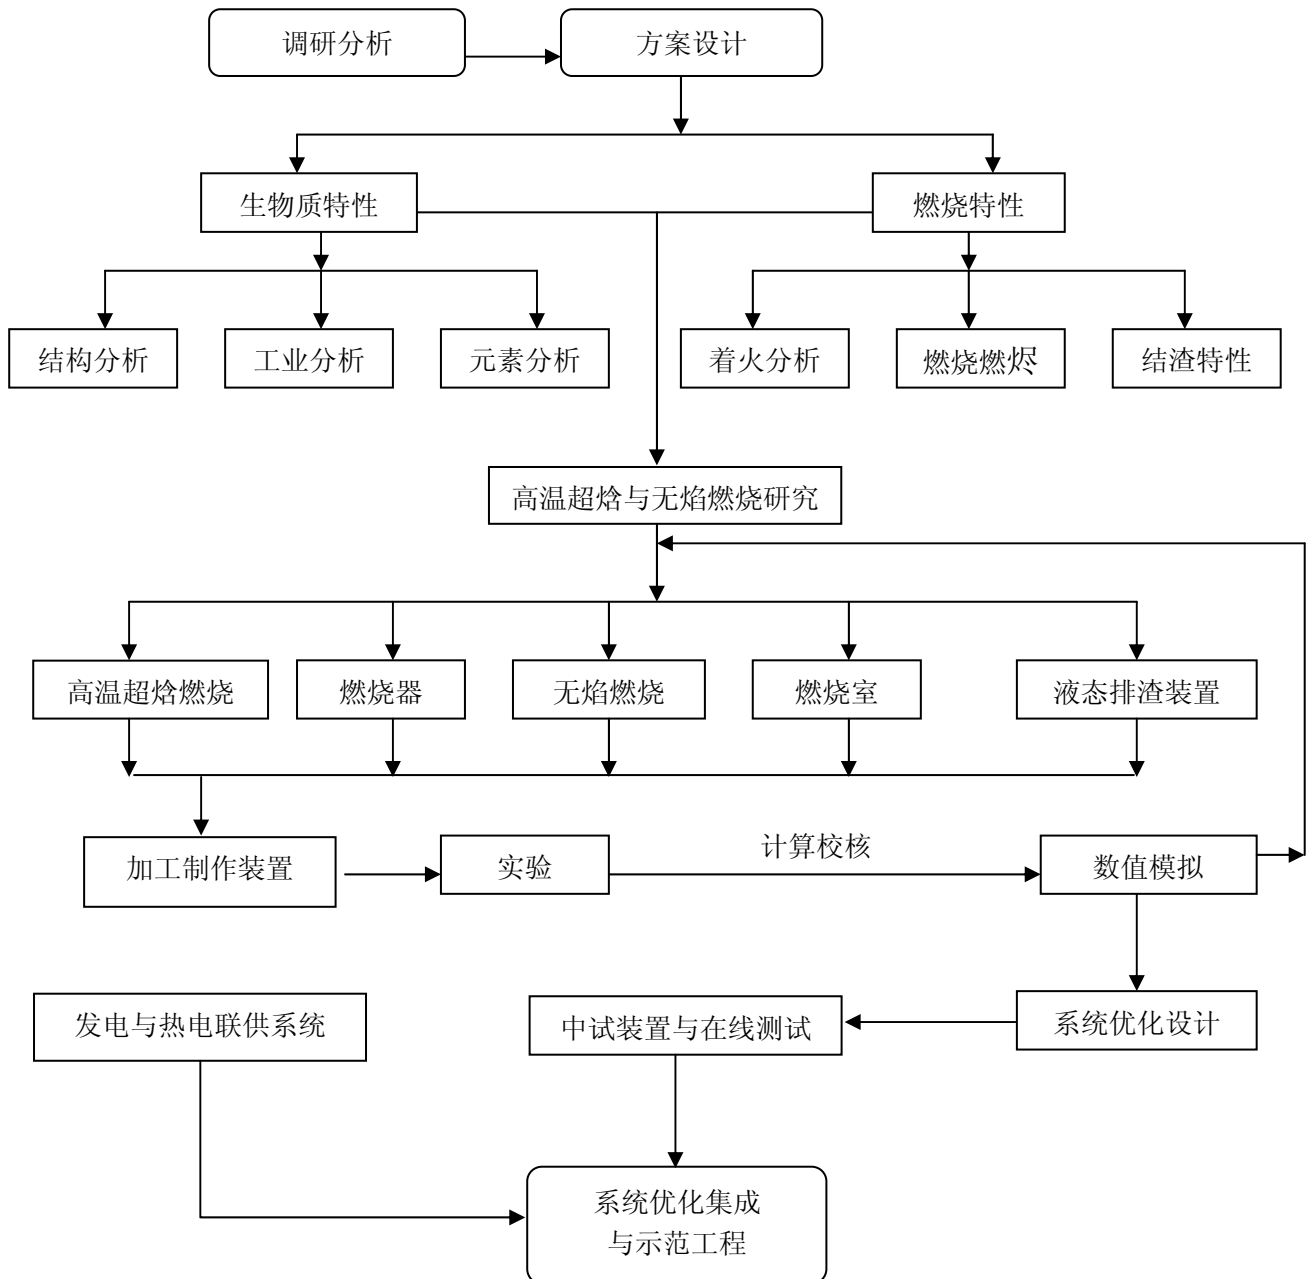 调研分析
方案设计
生物质特性
燃烧特性
结构分析
工业分析
元素分析
着火分析
燃烧燃烬
结渣特性
高温超焓与无焰燃烧研究
高温超焓燃烧
燃烧器
无焰燃烧
燃烧室
液态排渣装置
加工制作装置
实验
计算校核
数值模拟
发电与热电联供系统
中试装置与在线测试
系统优化设计
系统优化集成
与示范工程